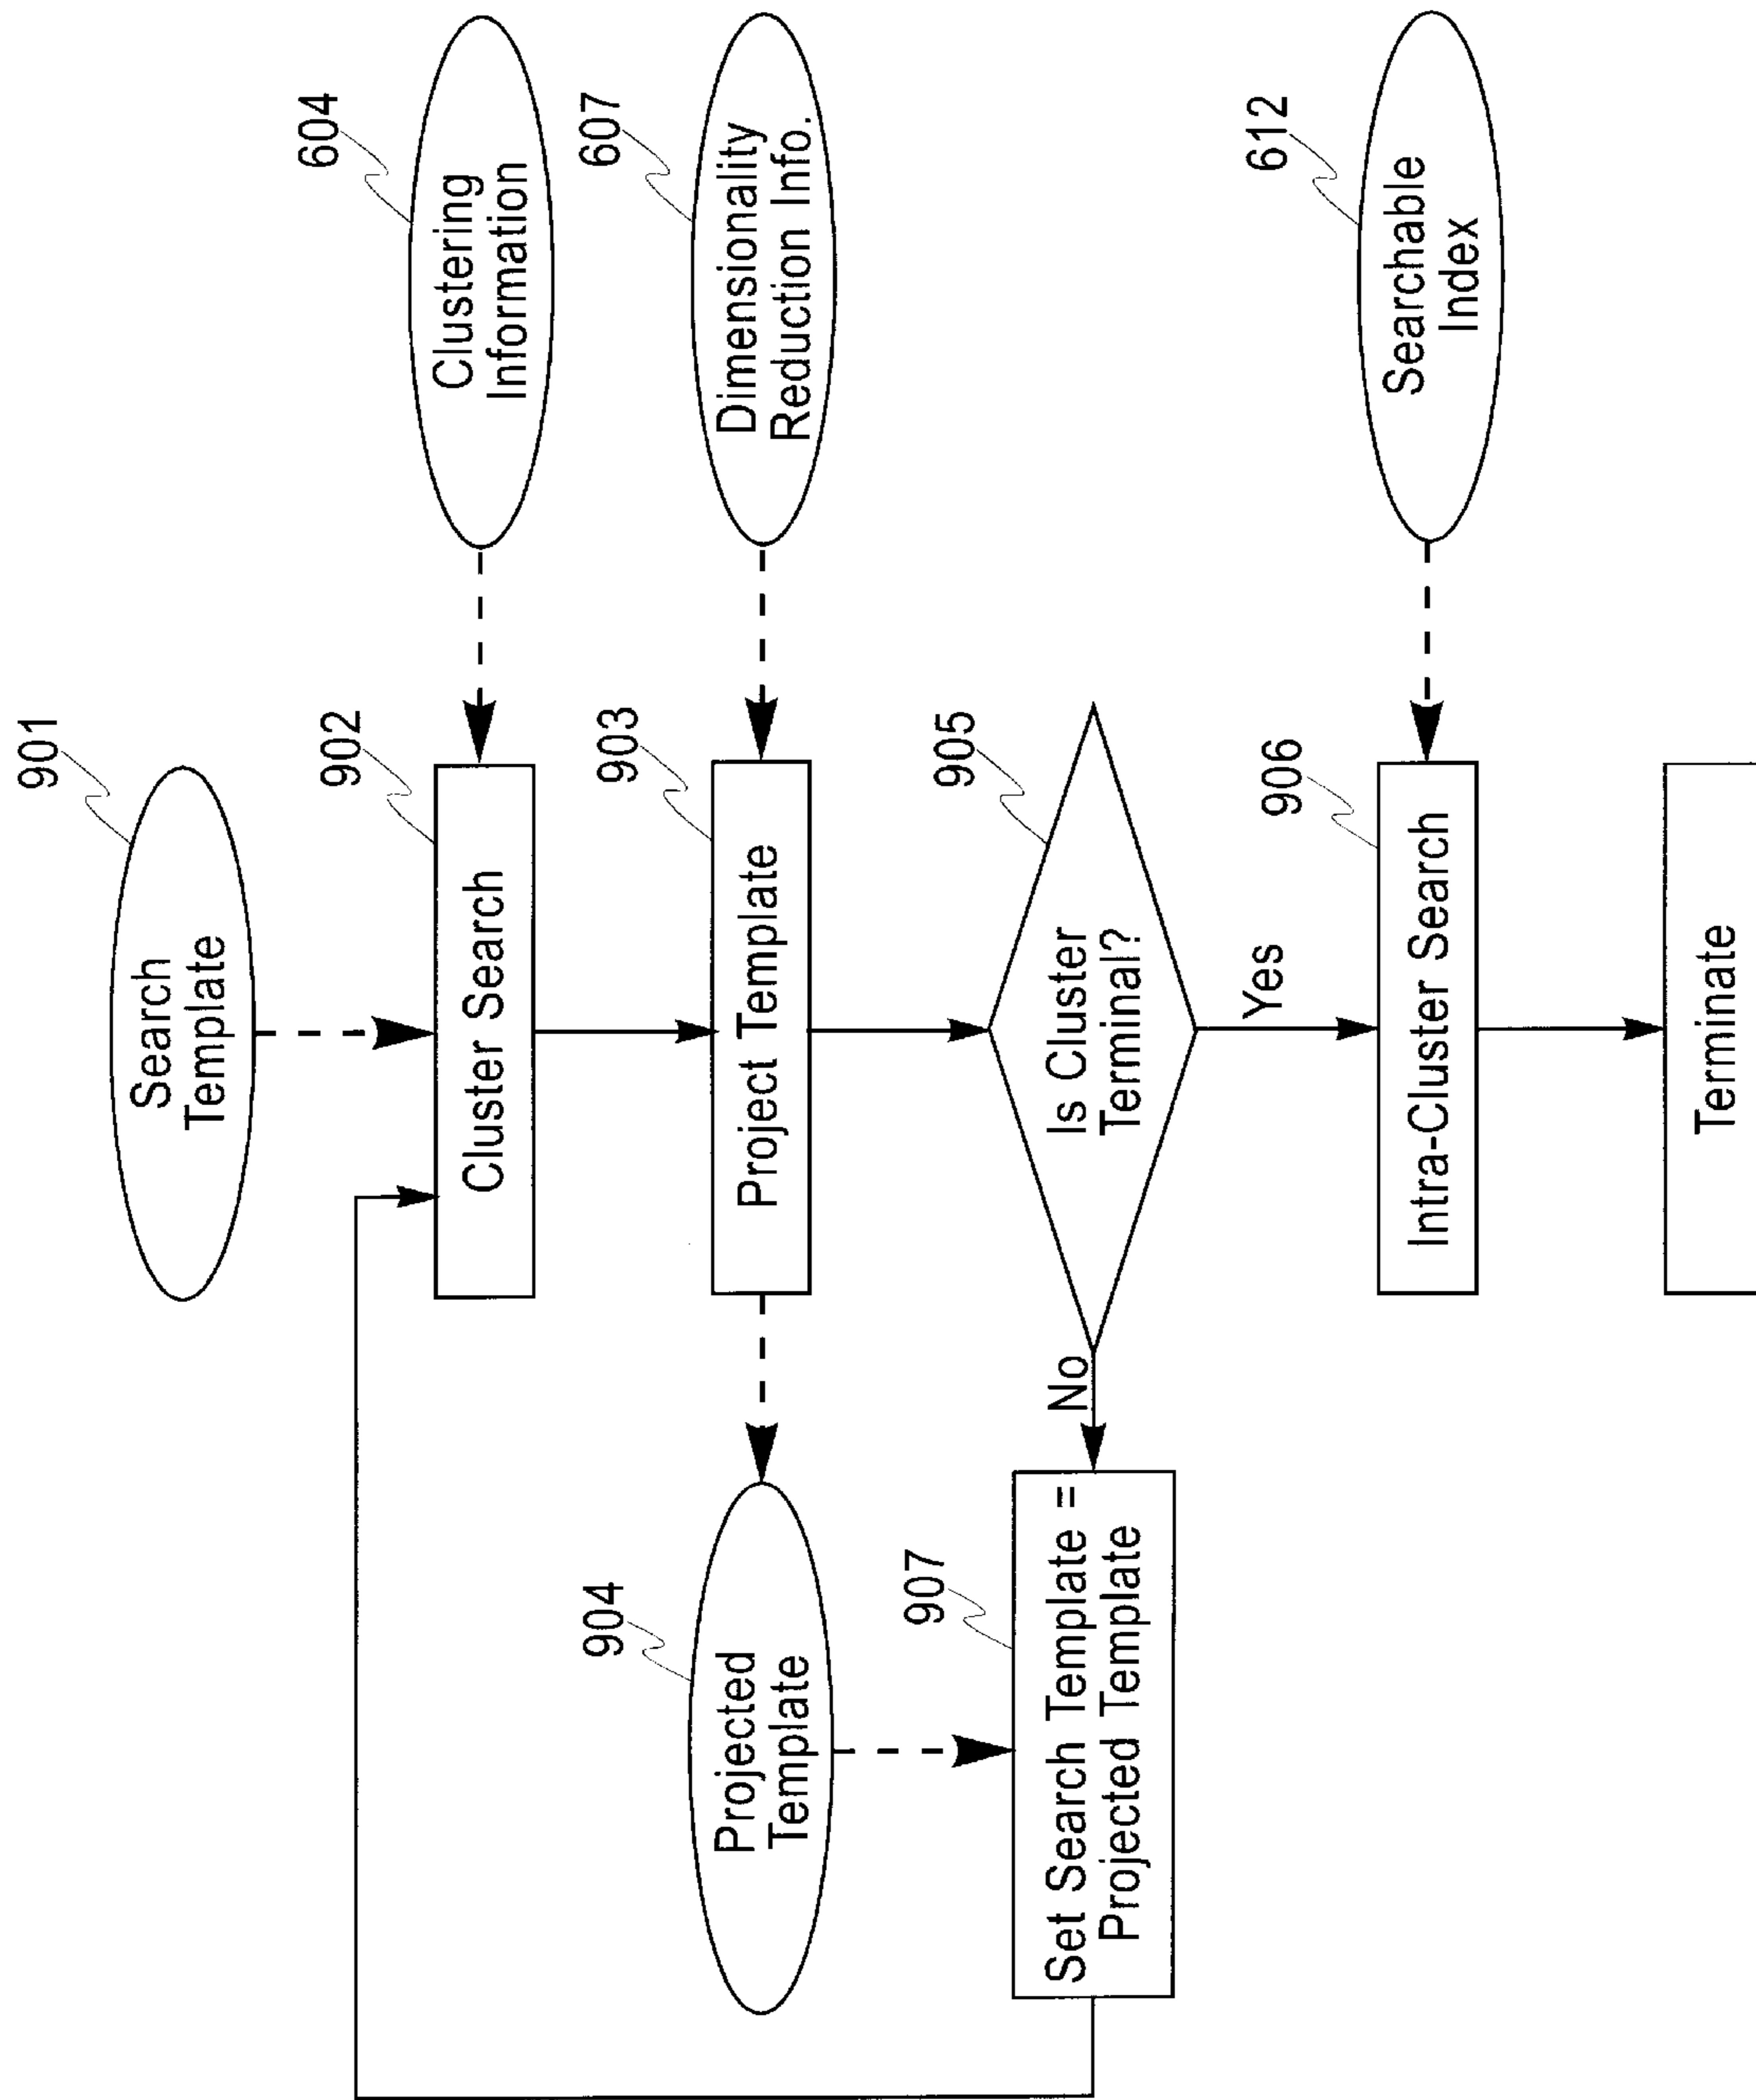 901
Search
Template
604
Clustering
Information
902
Cluster Search
607
Dimensionality
Reduction Info.
903
Project Template
904
Projected
Template
905
Is Cluster
Terminal?
No
Yes
907
Set Search Template =
Projected Template
612
Searchable
Index
906
Intra-Cluster Search
Terminate